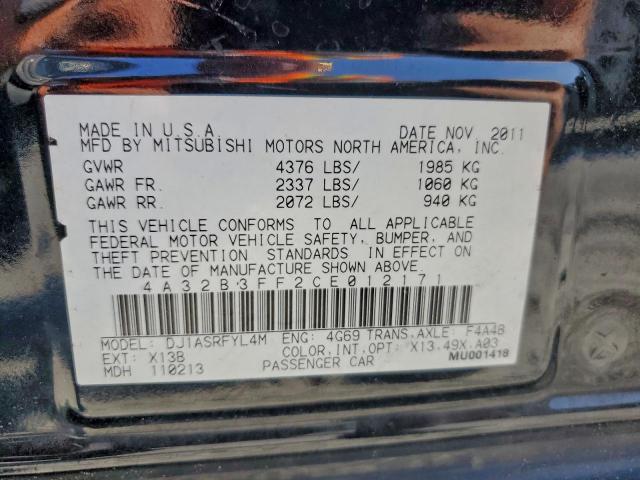 MADE IN U.S.A. DATE NOV. 2011
MFD BY MITSUBISHI MOTORS NORTH AMERICA, INC.
GVWR 4376 LBS/ 1985 KG
GAWR FR. 2337 LBS/ 1060 KG
GAWR RR. 2072 LBS/ 940 KG
THIS VEHICLE CONFORMS TO ALL APPLICABLE
FEDERAL MOTOR VEHICLE SAFETY, BUMPER, AND
THEFT PREVENTION STANDARDS IN EFFECT ON
THE DATE OF MANUFACTURE SHOWN ABOVE.
4A32B3FF2CE012171
MODEL: DJ1ASRFYL4M ENG: 4G69 TRANS,AXLE: F4A4B
EXT: X13B COLOR,INT,OPT: X13.49X.A03
MDH 110213 PASSENGER CAR MU001418